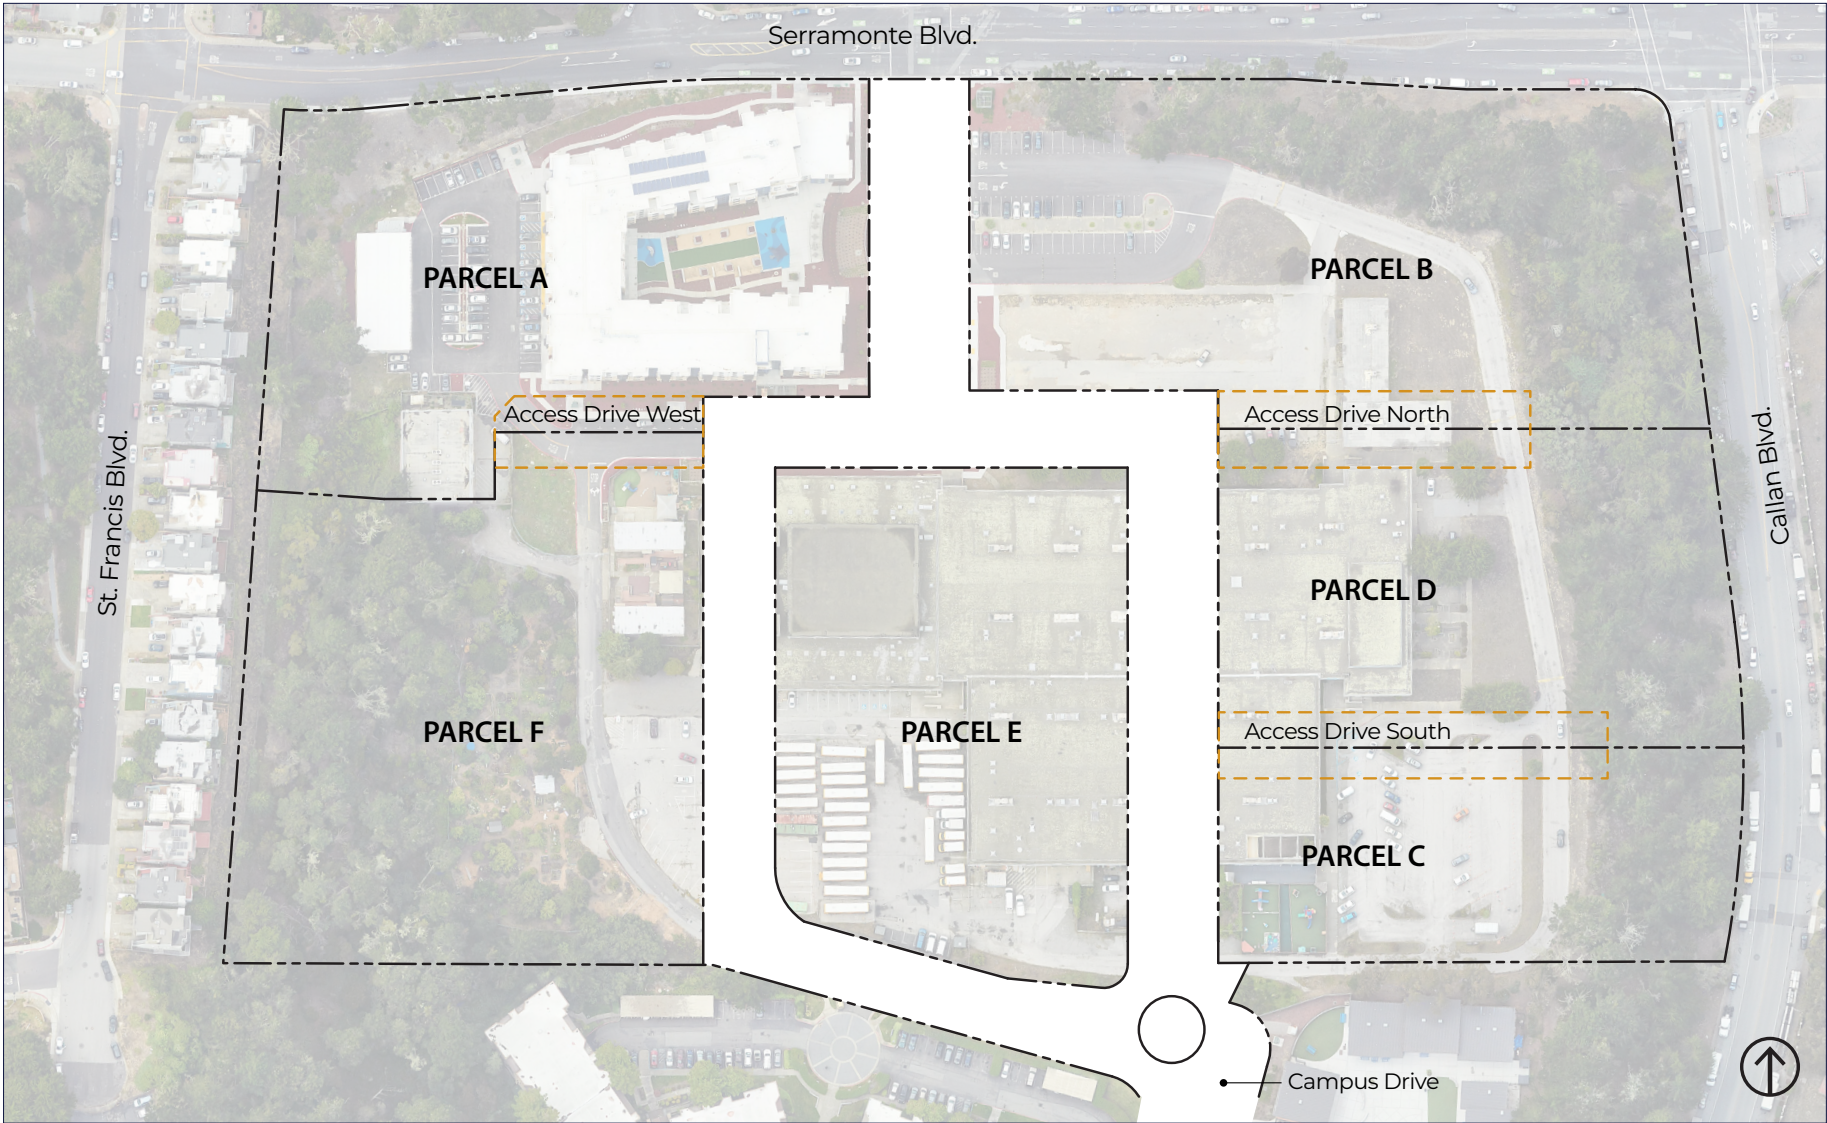 Serramonte Blvd.
PARCEL A
PARCEL B
Access Drive West
Access Drive North
St. Francis Blvd.
Callan Blvd.
PARCEL D
PARCEL F
PARCEL E
Access Drive South
PARCEL C
Campus Drive